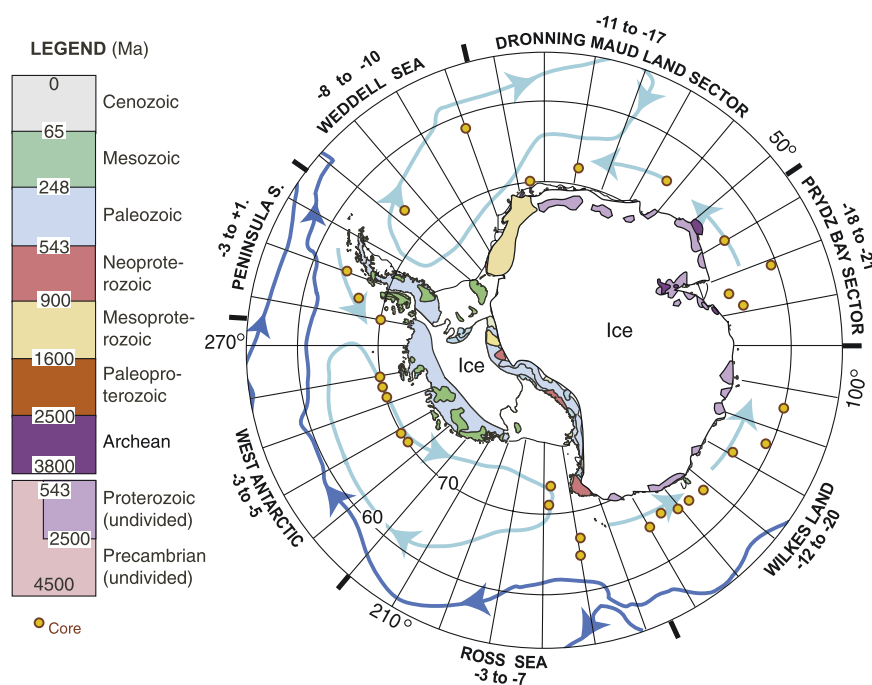 LEGEND (Ma)
0
Cenozoic
65
Mesozoic
248
Paleozoic
543
Neoprote-
rozoic
900
Mesoprote-
rozoic
1600
Paleopro-
terozoic
2500
Archean
3800
543
Proterozoic
(undivided)
2500
Precambrian
(undivided)
4500
Core
-11 to -17
DRONNING MAUD LAND SECTOR
-8 to -10
WEDDELL SEA
50°
PRYDZ BAY SECTOR
-18 to -21
-3 to +1.
PENINSULA S.
270°
Ice
Ice
100°
WEST ANTARCTIC
-3 to -5
70
60
WILKES LAND
-12 to -20
210°
ROSS SEA
-3 to -7